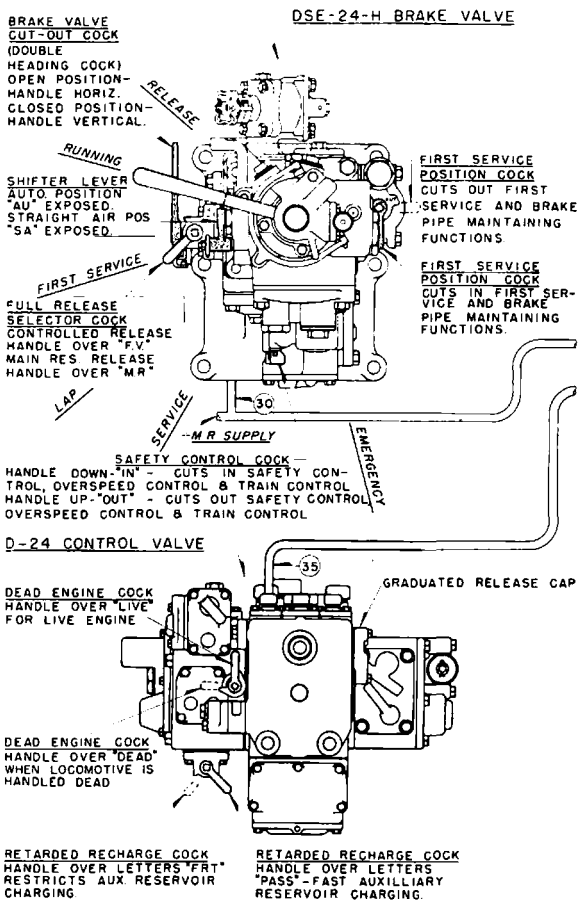 DSE-24-H BRAKE VALVE
BRAKE VALVE
CUT-OUT COCK
(DOUBLE
HEADING COCK)
OPEN POSITION-
HANDLE HORIZ.
CLOSED POSITION-
HANDLE VERTICAL.
RELEASE
RUNNING
SHIFTER LEVER
AUTO. POSITION
"AU" EXPOSED.
STRAIGHT AIR POS
"SA" EXPOSED.
FIRST SERVICE
FULL RELEASE
SELECTOR COCK
CONTROLLED RELEASE
HANDLE OVER "F.V."
MAIN RES. RELEASE
HANDLE OVER "M.R"
LAP
SERVICE
FIRST SERVICE
POSITION COCK
CUTS OUT FIRST
SERVICE AND BRAKE
PIPE MAINTAINING
FUNCTIONS.
FIRST SERVICE
POSITION COCK
CUTS IN FIRST SER-
VICE AND BRAKE
PIPE MAINTAINING
FUNCTIONS.
30
M R SUPPLY
EMERGENCY
SAFETY CONTROL COCK-
HANDLE DOWN-"IN" - CUTS IN SAFETY CON-
TROL, OVERSPEED CONTROL & TRAIN CONTROL
HANDLE UP-"OUT" - CUTS OUT SAFETY CONTROL
OVERSPEED CONTROL & TRAIN CONTROL
D-24 CONTROL VALVE
35
GRADUATED RELEASE CAP
DEAD ENGINE COCK
HANDLE OVER "LIVE"
FOR LIVE ENGINE
DEAD ENGINE COCK
HANDLE OVER "DEAD"
WHEN LOCOMOTIVE IS
HANDLED DEAD
RETARDED RECHARGE COCK
HANDLE OVER LETTERS "FRT"
RESTRICTS AUX. RESERVOIR
CHARGING.
RETARDED RECHARGE COCK
HANDLE OVER LETTERS
"PASS"-FAST AUXILLIARY
RESERVOIR CHARGING.